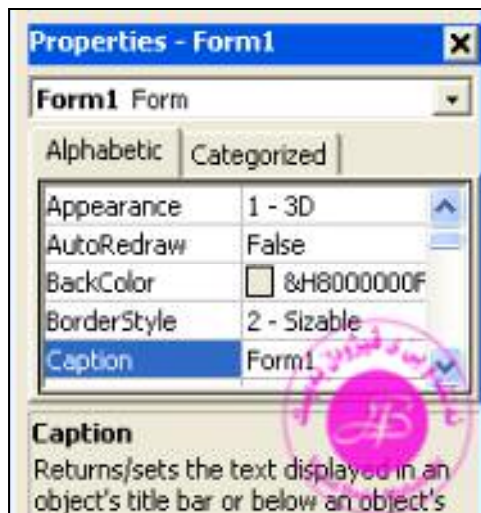 Properties - Form1
Form1 Form
Alphabetic Categorized
Appearance 1 - 3D
AutoRedraw False
BackColor &H8000000F
BorderStyle 2 - Sizable
Caption Form1
Caption
Returns/sets the text displayed in an
object's title bar or below an object's